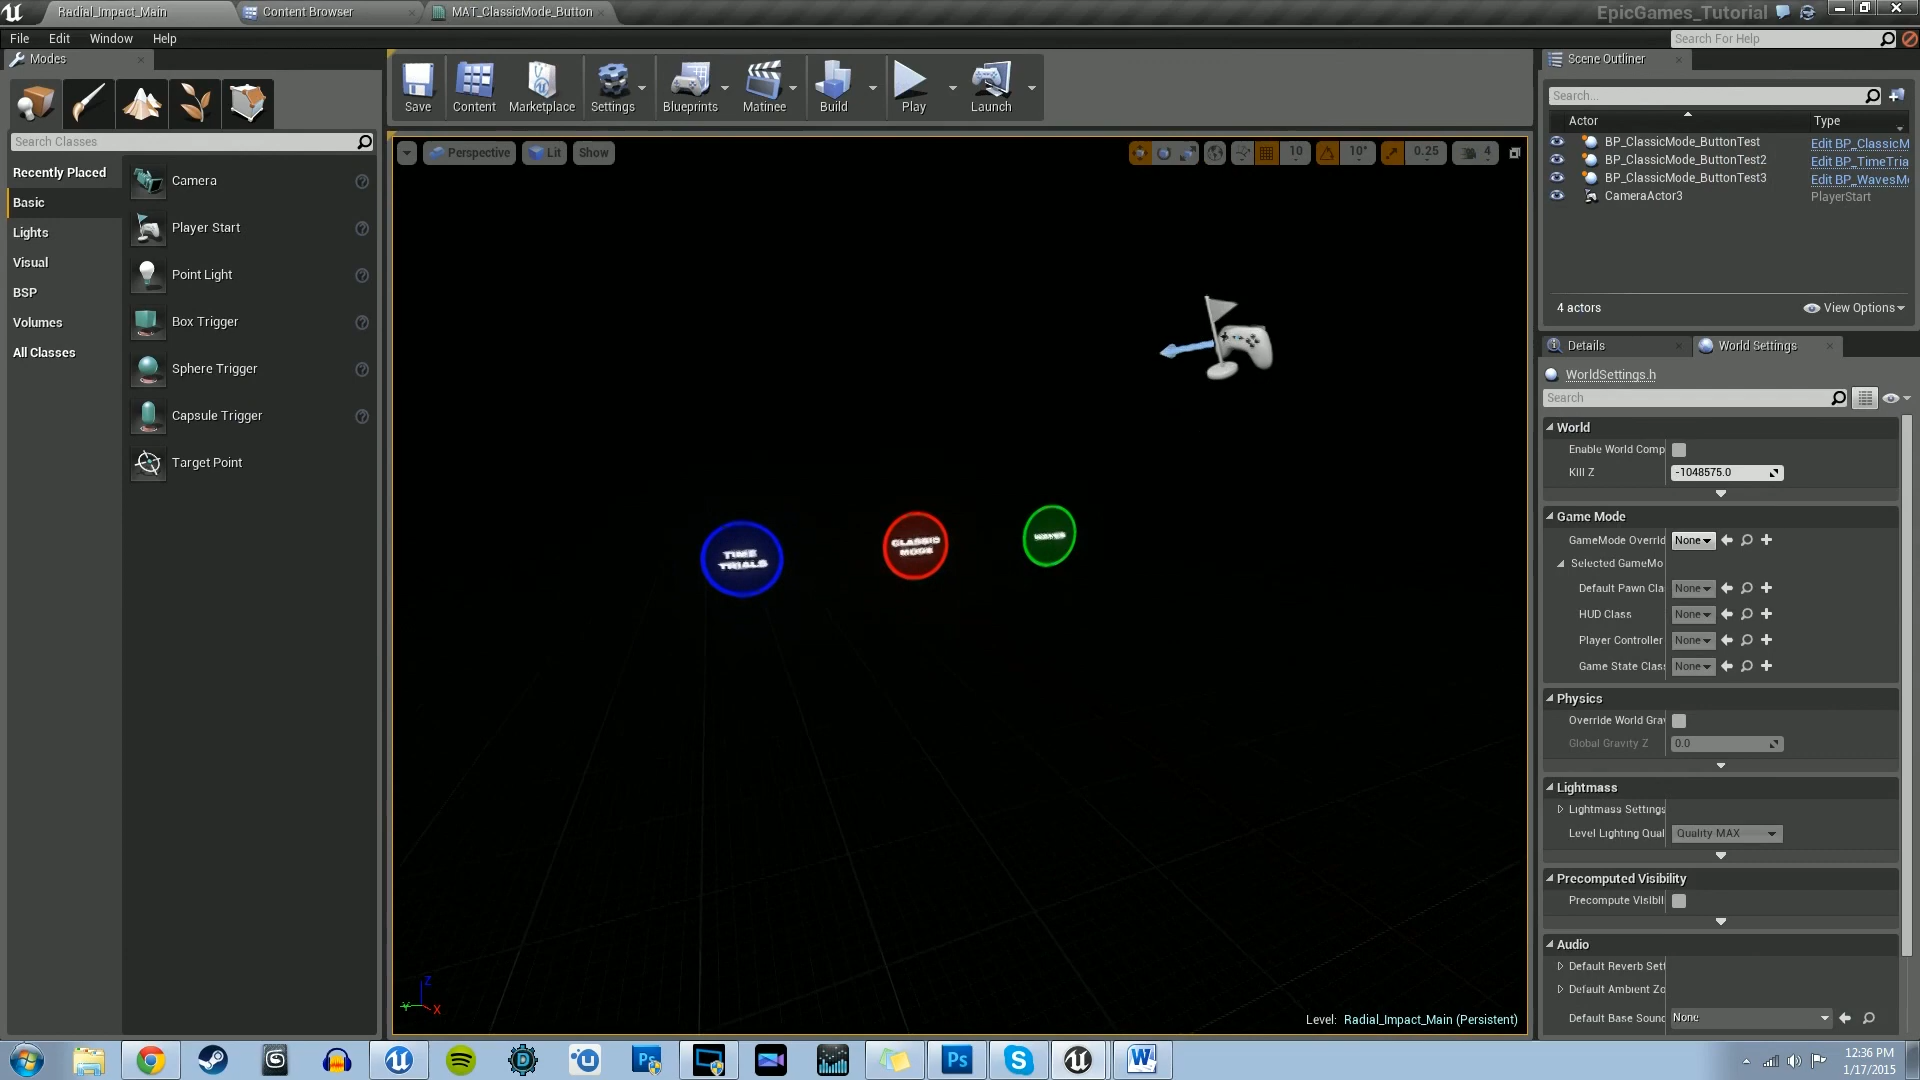 Radial_Impact_Main
Content Browser
MAT_ClassicMode_Button
EpicGames_Tutorial
File Edit Window Help
Search For Help
Modes
Save
Content
Marketplace
Settings
Blueprints
Matinee
Build
Play
Launch
Search Classes
Recently Placed
Basic
Lights
Visual
BSP
Volumes
All Classes
Camera
Player Start
Point Light
Box Trigger
Sphere Trigger
Capsule Trigger
Target Point
Perspective
Lit
Show
10
10°
0.25
4
TIME
TRIALS
CLASSIC
MODE
WAVES
Z
Y
X
Level: Radial_Impact_Main (Persistent)
Scene Outliner
Search...
Actor Type
BP_ClassicMode_ButtonTest Edit BP_ClassicM
BP_ClassicMode_ButtonTest2 Edit BP_TimeTria
BP_ClassicMode_ButtonTest3 Edit BP_WavesMo
CameraActor3 PlayerStart
4 actors
View Options
Details
World Settings
WorldSettings.h
Search
World
Enable World Comp
Kill Z -1048575.0
Game Mode
GameMode Overrid None
Selected GameMo
Default Pawn Cla None
HUD Class None
Player Controller None
Game State Class None
Physics
Override World Gra
Global Gravity Z 0.0
Lightmass
Lightmass Settings
Level Lighting Qual Quality MAX
Precomputed Visibility
Precompute Visibil
Audio
Default Reverb Sett
Default Ambient Zo
Default Base Soun None
Ps
Ps
S
W
12:36 PM
1/17/2015